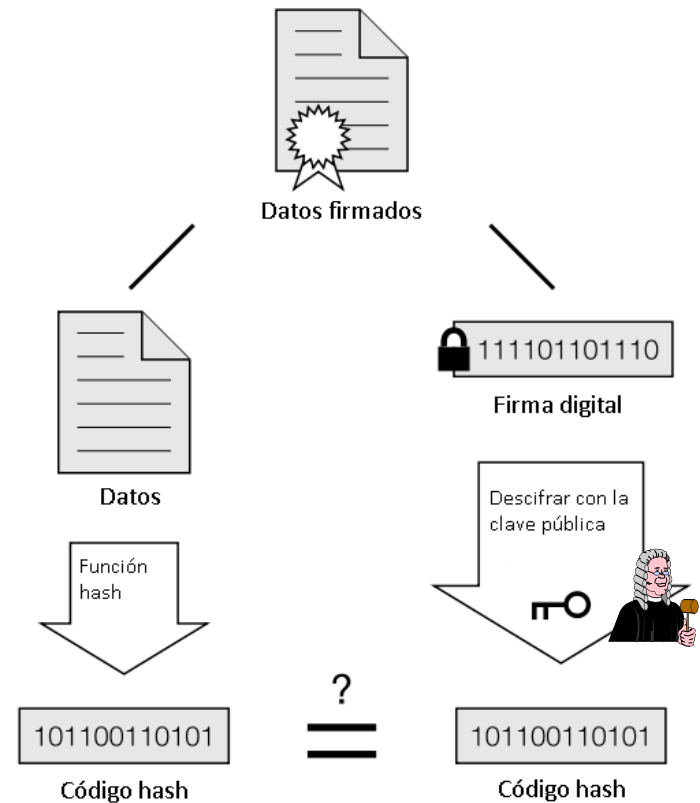 Datos firmados
111101101110
Firma digital
Datos
Descifrar con la
clave pública
Función
hash
?
101100110101
101100110101
Código hash
Código hash